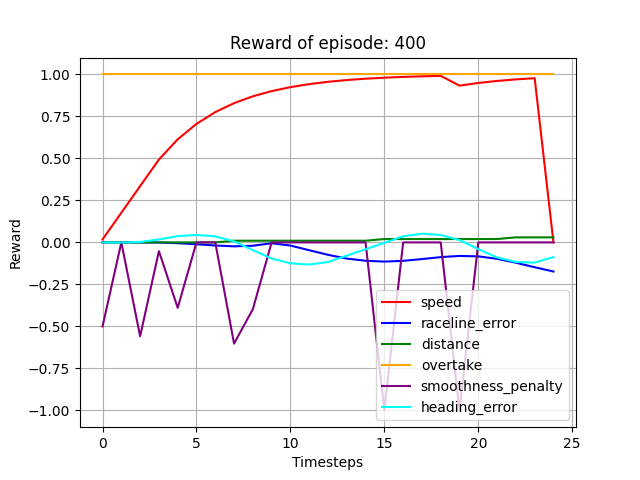 Reward of episode: 400
Reward
1.00
0.75
0.50
0.25
0.00
−0.25
−0.50
−0.75
−1.00
speed
raceline_error
distance
overtake
smoothness_penalty
heading_error
0 5 10 15 20 25
Timesteps